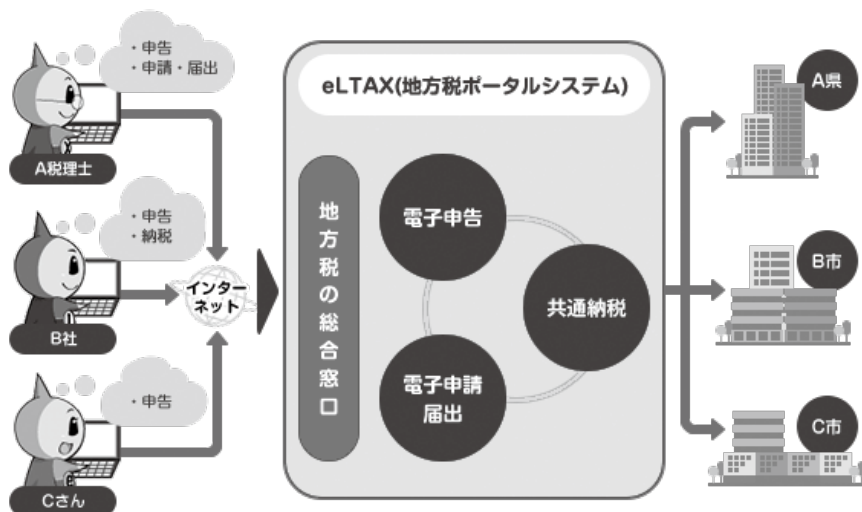 ・申告
・申請・届出
A税理士
・申告
・納税
B社
・申告
Cさん
インター
ネット
eLTAX(地方税ポータルシステム)
地方税の総合窓口
電子申告
共通納税
電子申請
届出
A県
B市
C市